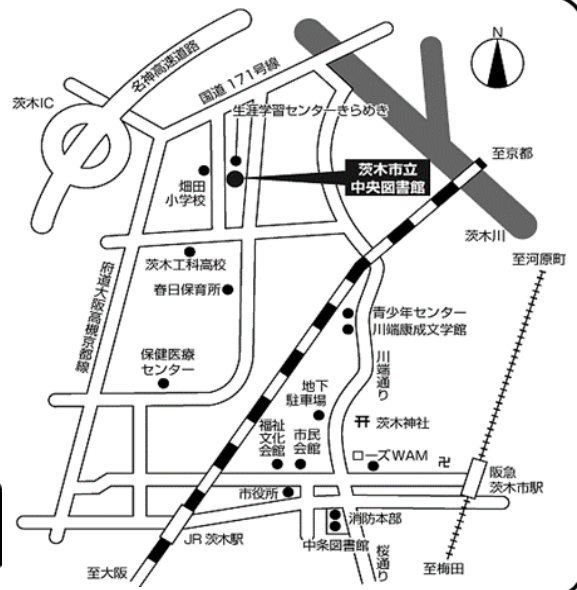 N
名神高速道路
国道171号線
茨木IC
生涯学習センターきらめき
至京都
茨木市立
中央図書館
畑田
小学校
茨木川
茨木工科高校
至河原町
春日保育所
府道大阪高槻京都線
青少年センター
川端康成文学館
保健医療
センター
川端通り
地下
駐車場
茨木神社
福祉
文化
会館
市民
会館
ローズWAM
卍
阪急
茨木市駅
市役所
消防本部
JR茨木駅
中条図書館
桜通り
至大阪
至梅田